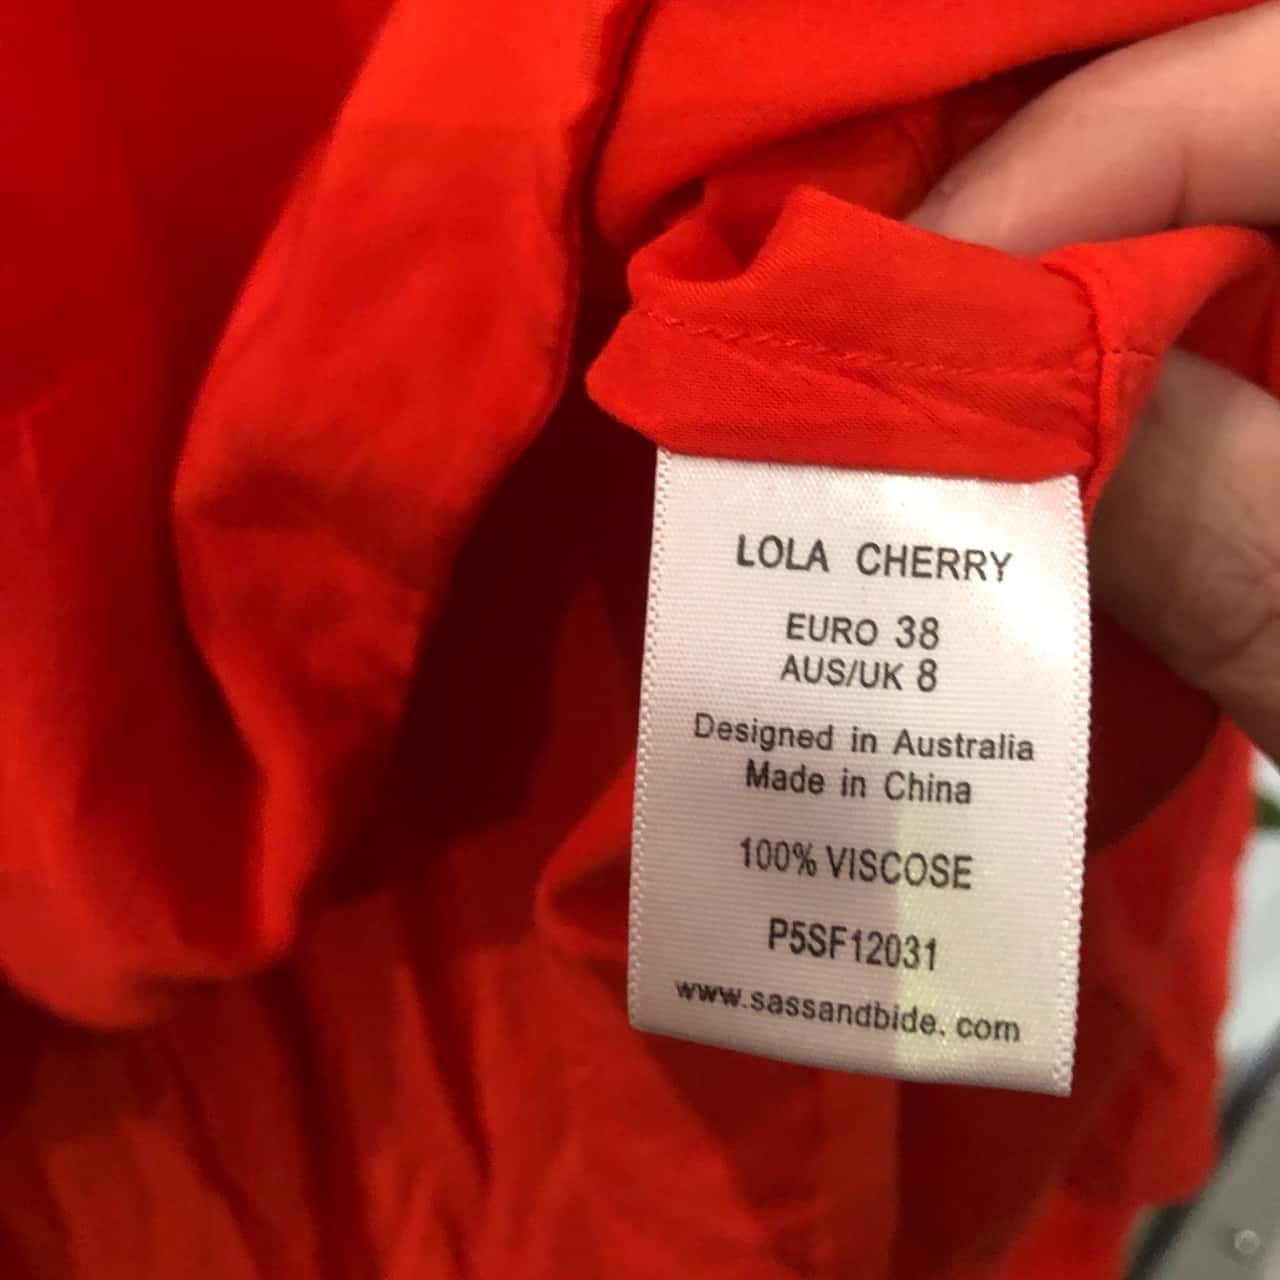 LOLA CHERRY
EURO 38
AUS/UK 8
Designed in Australia
Made in China
100% VISCOSE
P5SF12031
www.sassandbide. com